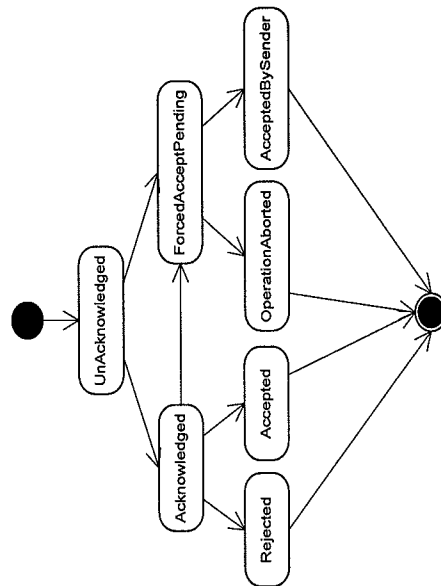 UnAcknowledged
Acknowledged
ForcedAcceptPending
Rejected
Accepted
OperationAborted
AcceptedBySender